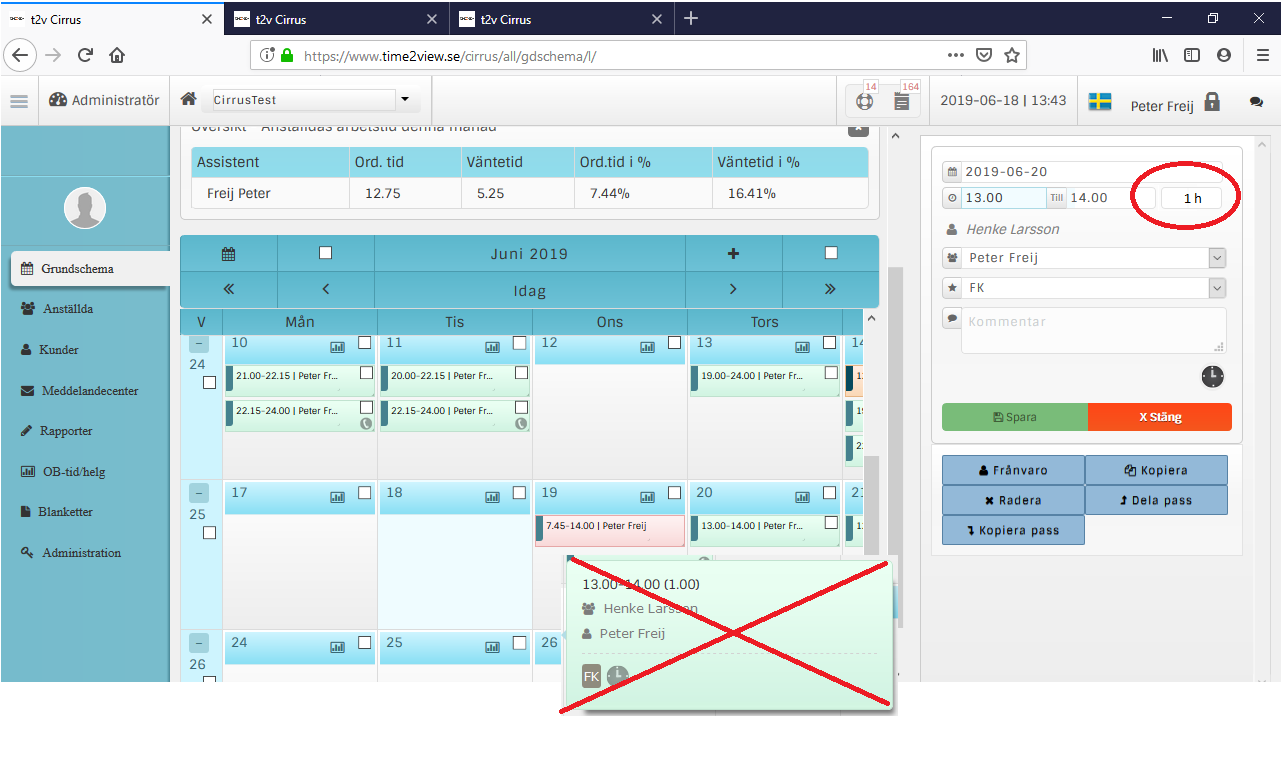 t2v Cirrus
t2v Cirrus
t2v Cirrus
https://www.time2view.se/cirrus/all/gdschema/l/
Administratör
CirrusTest
14
164
2019-06-18 | 13:43
Peter Freij
Översikt - Anställdas arbetstid denna månad
Assistent Ord. tid Väntetid Ord.tid i % Väntetid i %
Freij Peter 12.75 5.25 7.44% 16.41%
Grundschema
Anställda
Kunder
Meddelandecenter
Rapporter
OB-tid/helg
Blanketter
Administration
Juni 2019
Idag
V Mån Tis Ons Tors
24
10 11 12 13 14
21.00-22.15 | Peter Fr...
20.00-22.15 | Peter Fr...
19.00-24.00 | Peter Fr...
22.15-24.00 | Peter Fr...
22.15-24.00 | Peter Fr...
25
17 18 19 20 21
7.45-14.00 | Peter Freij
13.00-14.00 | Peter Fr...
26
24 25 26
13.00-14.00 (1.00)
Henke Larsson
Peter Freij
FK
2019-06-20
13.00 Till 14.00 1 h
Henke Larsson
Peter Freij
FK
Kommentar
Spara X Stäng
Frånvaro Kopiera
Radera Dela pass
Kopiera pass